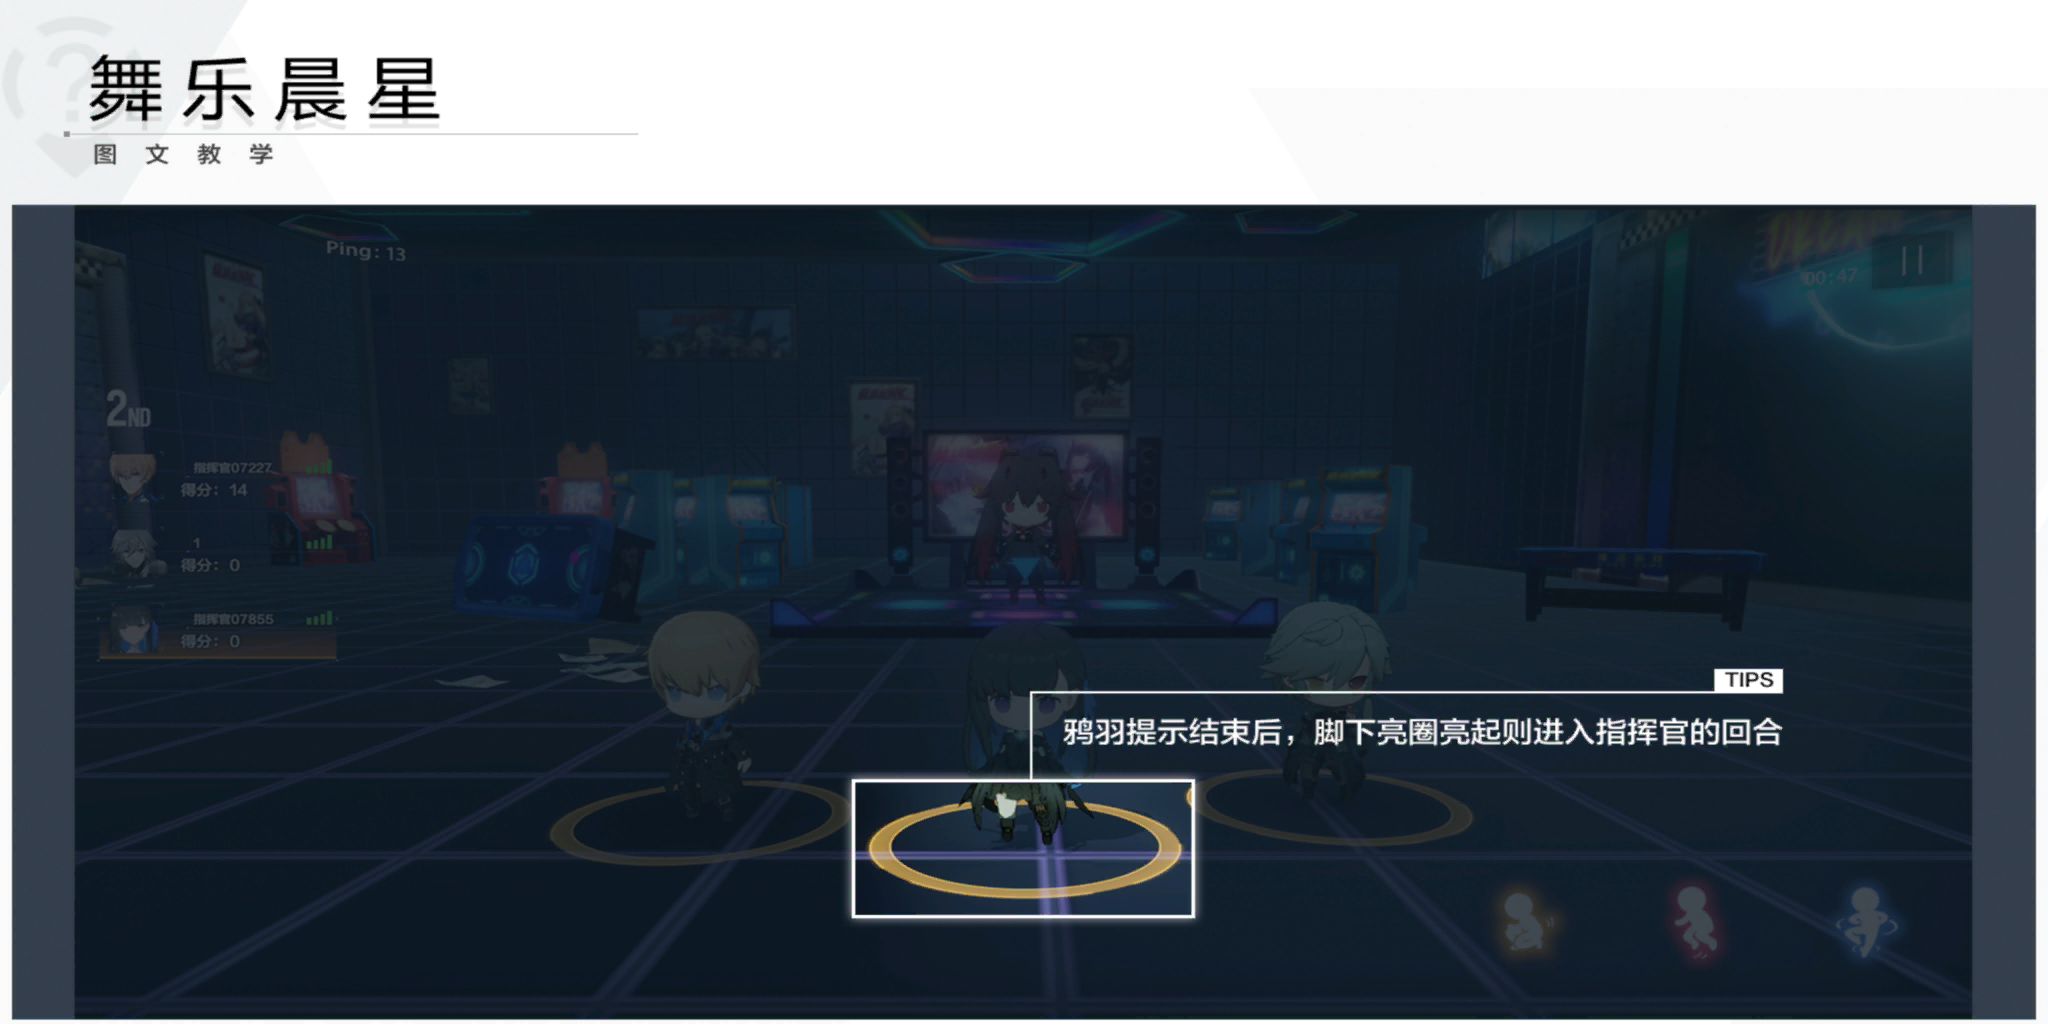 舞乐晨星
图文教学
Ping: 13
00:47
2ND
指挥官07227
得分：14
1
得分：0
指挥官07855
得分：0
TIPS
鸦羽提示结束后，脚下亮圈亮起则进入指挥官的回合